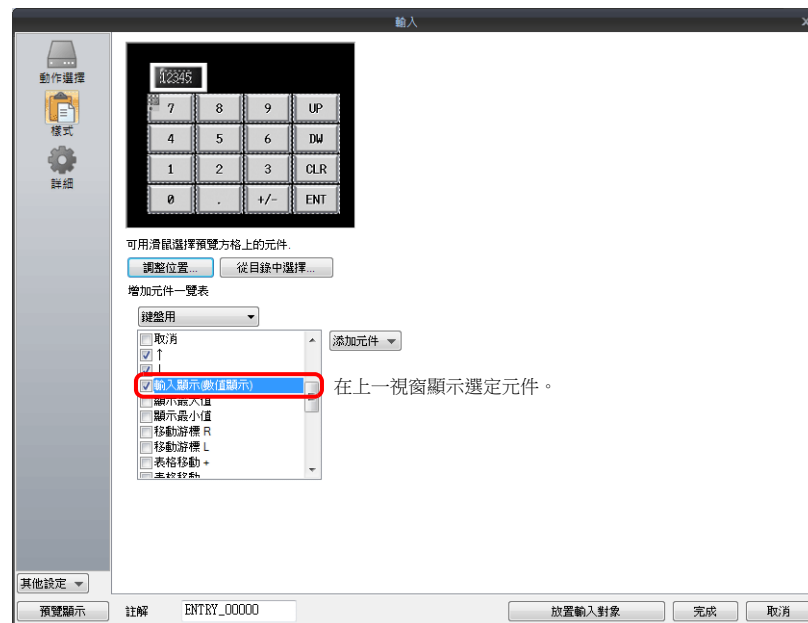 輸入
動作選擇
樣式
詳細
12345
7 8 9 UP
4 5 6 DW
1 2 3 CLR
0 . +/- ENT
可用滑鼠選擇預覽方格上的元件.
調整位置... 從目錄中選擇...
增加元件一覽表
鍵盤用
添加元件
取消
↑
↓
輸入顯示(數值顯示)
在上一視窗顯示選定元件。
顯示最大值
顯示最小值
移動游標 R
移動游標 L
表格移動 +
表格移動
其他設定
預覽顯示 註解 ENTRY_00000 放置輸入對象 完成 取消